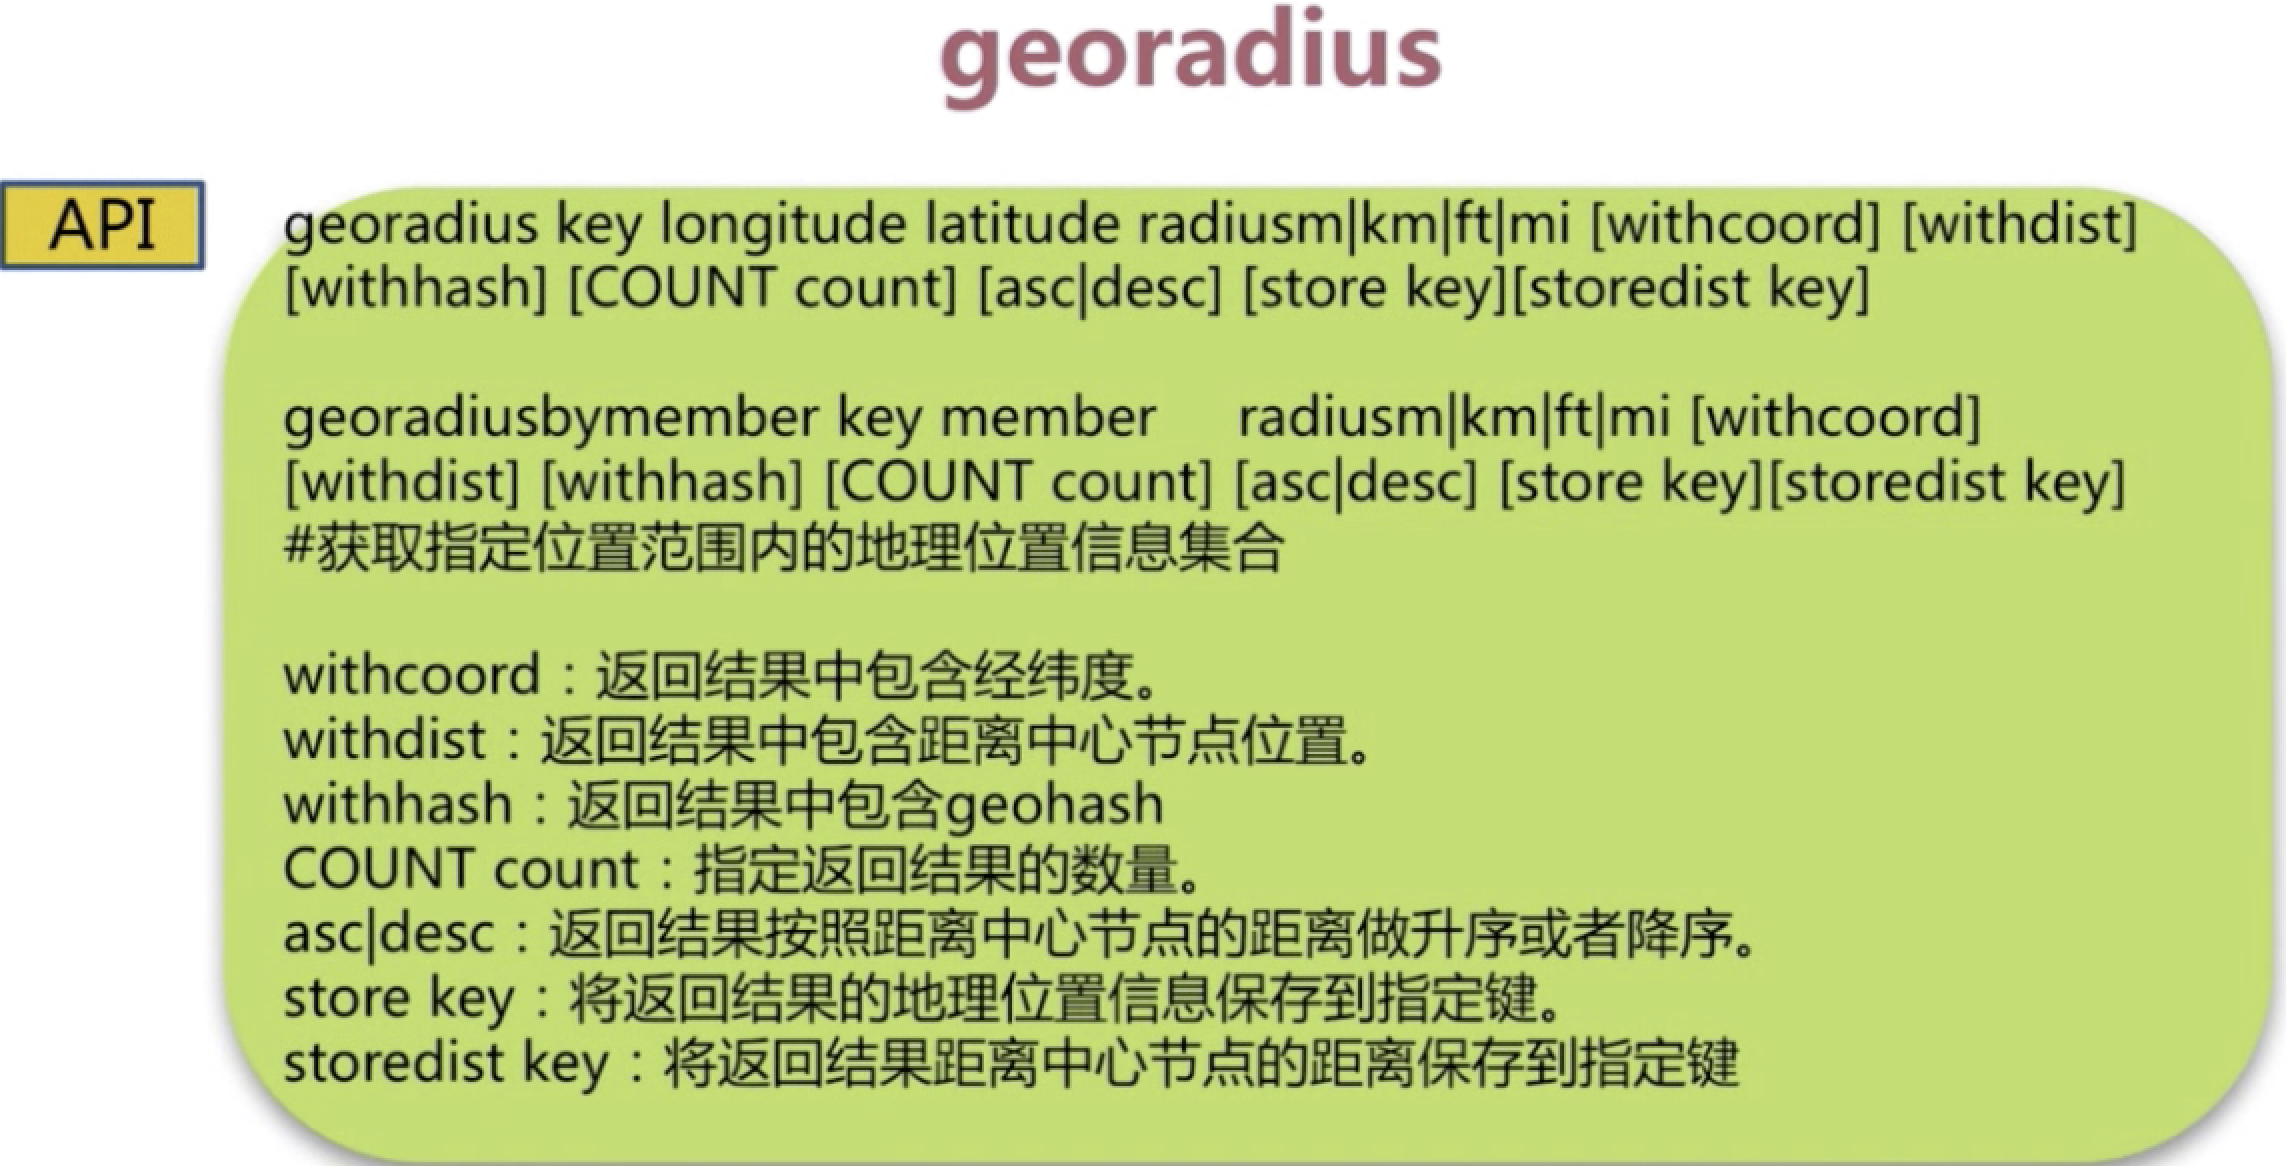 georadius
API
georadius key longitude latitude radiusm|km|ft|mi [withcoord] [withdist]
[withhash] [COUNT count] [asc|desc] [store key][storedist key]
georadiusbymember key member radiusm|km|ft|mi [withcoord]
[withdist] [withhash] [COUNT count] [asc|desc] [store key][storedist key]
#获取指定位置范围内的地理位置信息集合
withcoord：返回结果中包含经纬度。
withdist：返回结果中包含距离中心节点位置。
withhash：返回结果中包含geohash
COUNT count：指定返回结果的数量。
asc|desc：返回结果按照距离中心节点的距离做升序或者降序。
store key：将返回结果的地理位置信息保存到指定键。
storedist key：将返回结果距离中心节点的距离保存到指定键